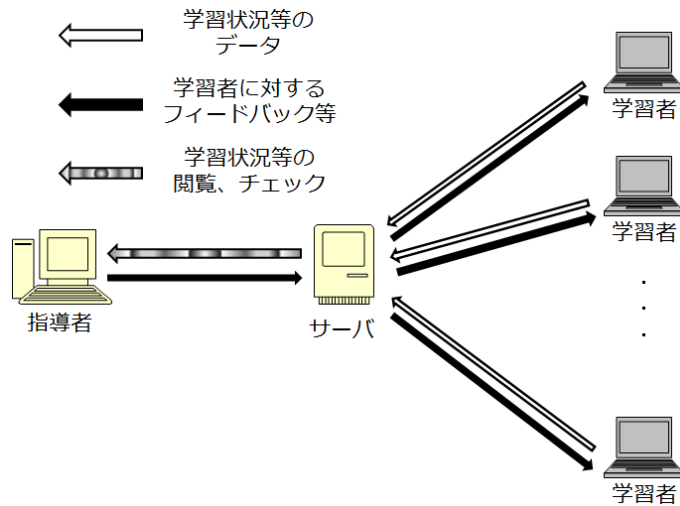 学習状況等の
データ
学習者に対する
フィードバック等
学習状況等の
閲覧、チェック
指導者
サーバ
学習者
学習者
・
・
・
学習者